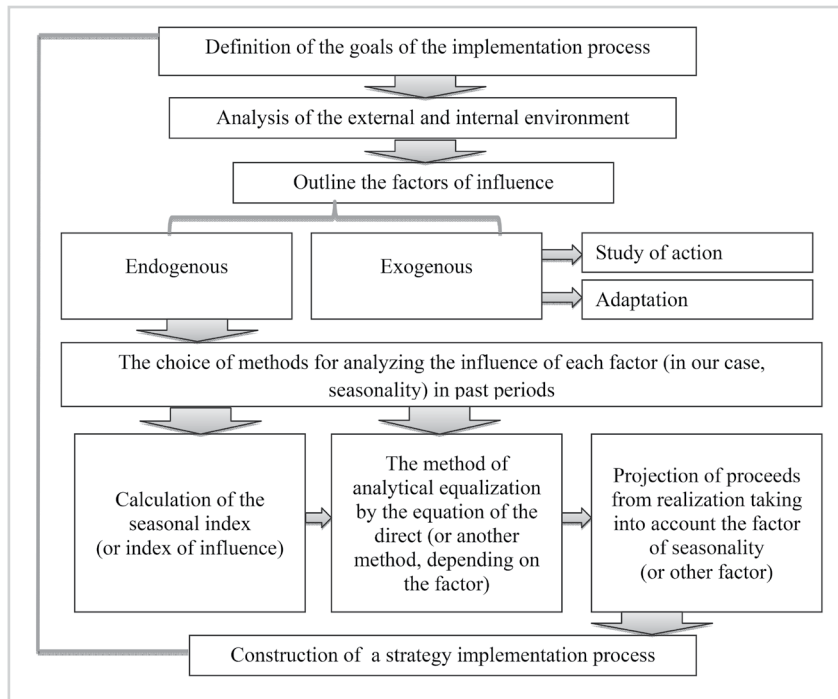 Definition of the goals of the implementation process
Analysis of the external and internal environment
Outline the factors of influence
Endogenous
Exogenous
Study of action
Adaptation
The choice of methods for analyzing the influence of each factor (in our case,
seasonality) in past periods
Calculation of the
seasonal index
(or index of influence)
The method of
analytical equalization
by the equation of the
direct (or another
method, depending on
the factor)
Projection of proceeds
from realization taking
into account the factor
of seasonality
(or other factor)
Construction of a strategy implementation process